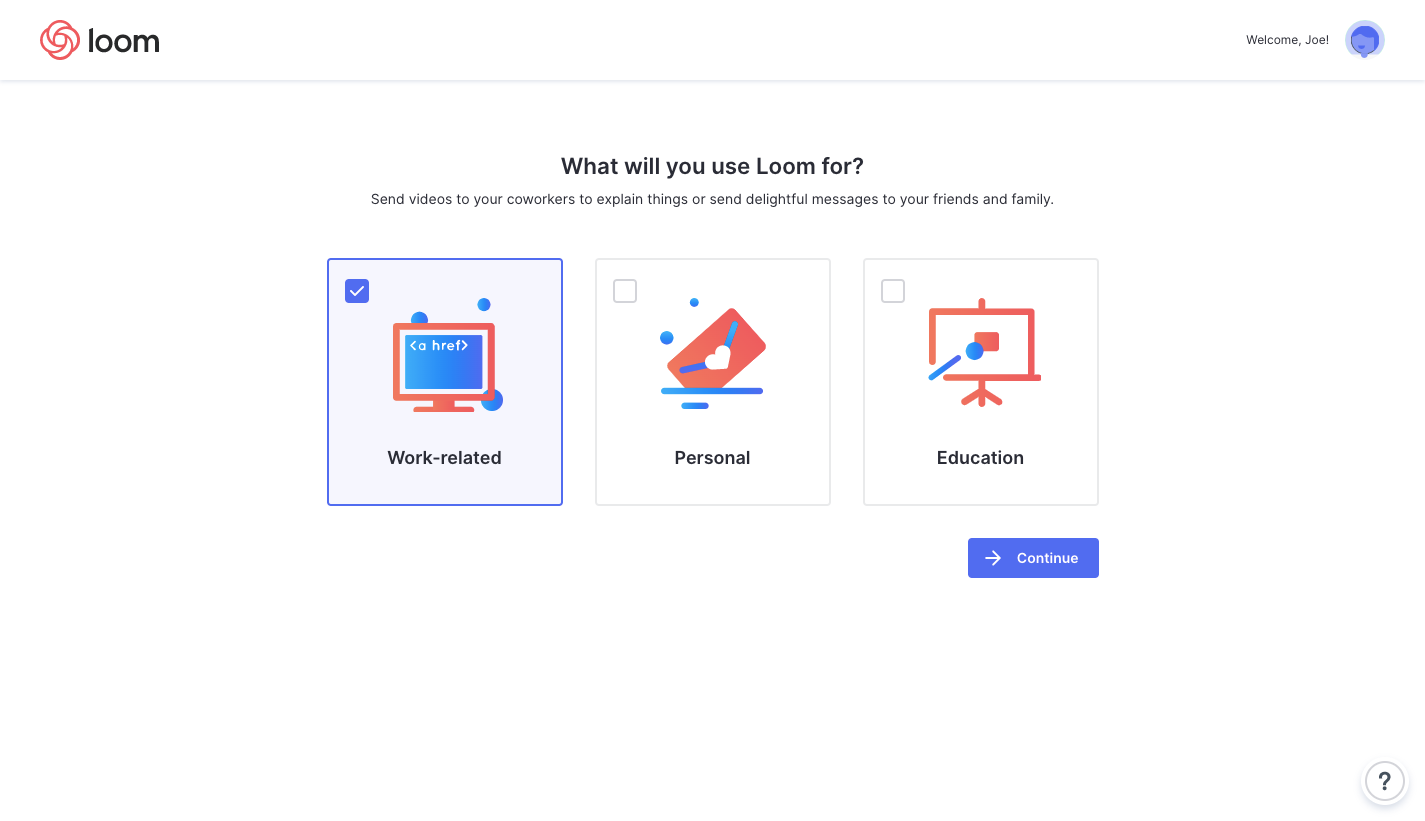 loom
Welcome, Joe!
What will you use Loom for?
Send videos to your coworkers to explain things or send delightful messages to your friends and family.
<a href>
Work-related
Personal
Education
Continue
?